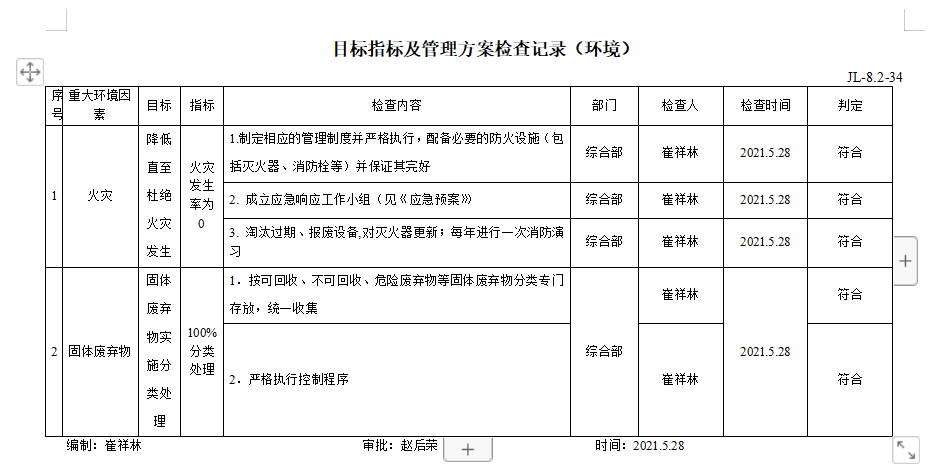 目标指标及管理方案检查记录（环境）
JL-8.2-34
序号 重大环境因素 目标 指标 检查内容 部门 检查人 检查时间 判定
1 火灾 降低直至杜绝火灾发生 火灾发生率为0 1.制定相应的管理制度并严格执行，配备必要的防火设施（包括灭火器、消防栓等）并保证其完好 综合部 崔祥林 2021.5.28 符合
2. 成立应急响应工作小组（见《应急预案》） 综合部 崔祥林 2021.5.28 符合
3. 淘汰过期、报废设备,对灭火器更新；每年进行一次消防演习 综合部 崔祥林 2021.5.28 符合
2 固体废弃物 固体废弃物实施分类处理 100%分类处理 1．按可回收、不可回收、危险废弃物等固体废弃物分类专门存放，统一收集 综合部 崔祥林 2021.5.28 符合
2．严格执行控制程序 崔祥林 符合
编制：崔祥林 审批：赵后荣 时间：2021.5.28